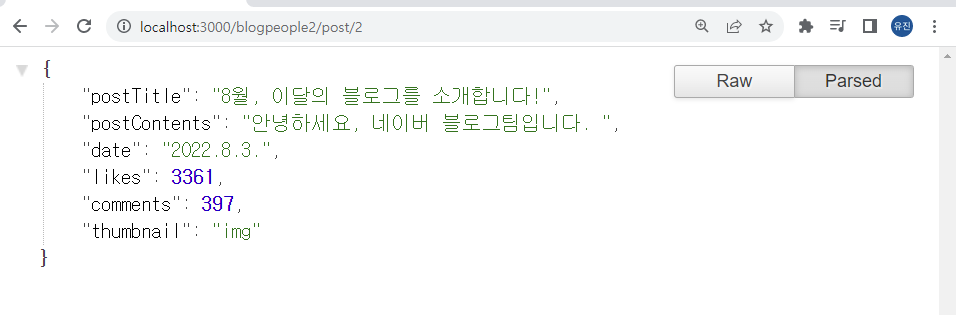 localhost:3000/blogpeople2/post/2
유진
{
Raw
Parsed
"postTitle": "8월, 이달의 블로그를 소개합니다!",
"postContents": "안녕하세요, 네이버 블로그팀입니다. ",
"date": "2022.8.3.",
"likes": 3361,
"comments": 397,
"thumbnail": "img"
}